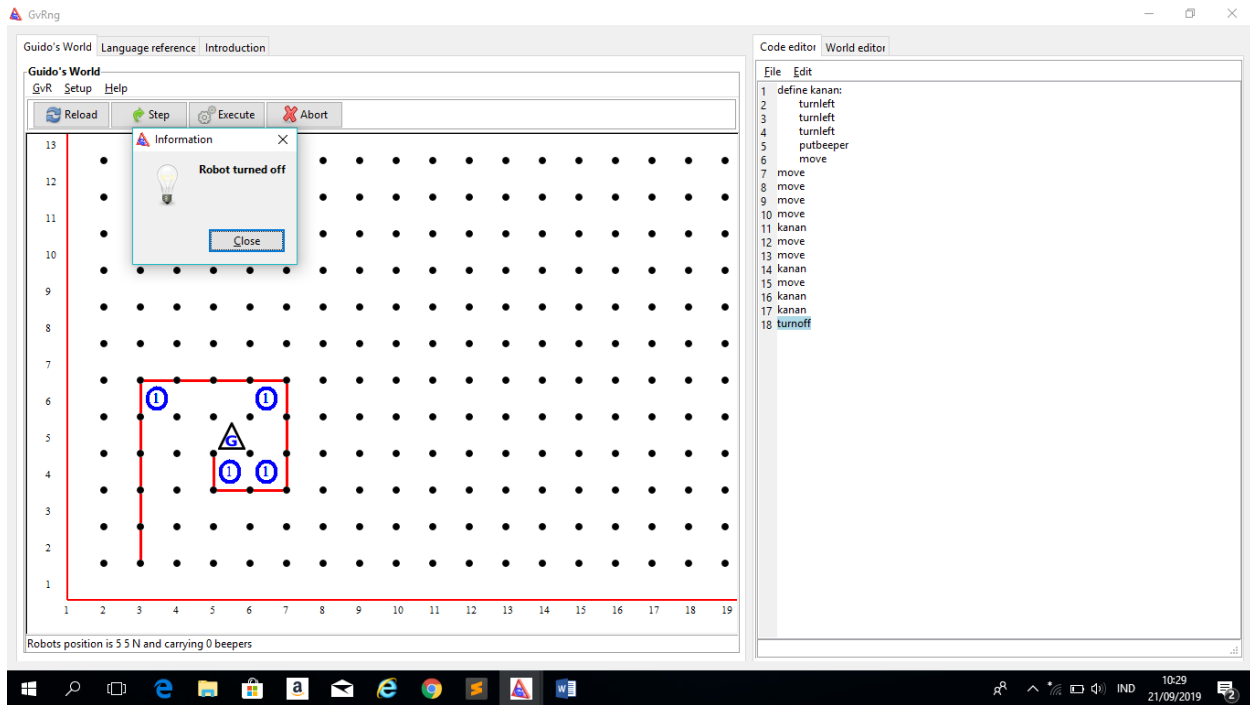 GvRng
Guido's World Language reference Introduction
Guido's World
GvR Setup Help
Reload Step Execute Abort
Information
Robot turned off
Close
13
12
11
10
9
8
7
6
5
4
3
2
1
1 1
G
1 1
1 2 3 4 5 6 7 8 9 10 11 12 13 14 15 16 17 18 19
Robots position is 5 5 N and carrying 0 beepers
Code editor World editor
File Edit
1 define kanan:
2 turnleft
3 turnleft
4 turnleft
5 putbeeper
6 move
7 move
8 move
9 move
10 move
11 kanan
12 move
13 move
14 kanan
15 move
16 kanan
17 kanan
18 turnoff
a
IND
10:29
21/09/2019
2